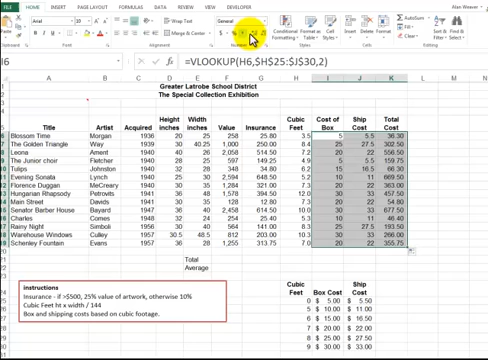 FILE HOME INSERT PAGE LAYOUT FORMULAS DATA REVIEW VIEW Alan Weaver
Arial 10 Wrap Text General AutoSum
Fill
Merge & Center Conditional Format as Cell Insert Delete Format Clear Sort & Find &
Formatting Table Styles Filter Select
Font Alignment Number Styles Cells Editing
I6 =VLOOKUP(H6,$H$25:$J$30,2)
A B C D E F G H I J K
Greater Latrobe School District
The Special Collection Exhibition
Height Width Cubic Cost of Ship Total
Title Artist Acquired inches inches Value Insurance Feet Box Cost Cost
Blossom Time Morgan 1936 20 25 258 25.80 3.5 5 5.5 36.30
The Golden Triangle Way 1939 30 40.25 1,000 250.00 8.4 25 27.5 302.50
Leona Ament 1940 40 26 2,058 514.50 7.2 20 22 556.50
The Junior choir Fletcher 1940 28 25 597 149.25 4.9 5 5.5 159.75
Tulips Johnston 1940 32 28 348 34.80 6.2 15 16.5 66.30
Evening Sonata Lynch 1940 25 30 2,594 648.50 5.2 10 11 669.50
Florence Duggan MeCreavy 1940 35 30 1,284 321.00 7.3 20 22 363.00
Hungarian Rhapsody Petrovits 1941 36 48 1,578 394.50 12.0 30 33 457.50
Main Street Davids 1941 35 30 128 12.80 7.3 20 22 54.80
Senator Barber House Bayard 1947 36 40 2,458 614.50 10.0 30 33 677.50
Charles Comes 1948 32 24 254 25.40 5.3 10 11 46.40
Rainy Night Simboli 1954 30 40 564 141.00 8.3 25 27.5 193.50
Warehouse Windows Culley 1957 30.5 48.5 812 203.00 10.3 30 33 266.00
Schenley Fountain Evans 1957 36 28 1,255 313.75 7.0 20 22 355.75
Total
Average
Instructions
Insurance - if >$500, 25% value of artwork, otherwise 10%
Cubic Feet ht x width / 144
Box and shipping costs based on cubic footage.
Cubic Ship
Feet Box Cost Cost
0 $ 5.00 $ 5.50
5 $ 10.00 $ 11.00
6 $ 15.00 $ 16.50
7 $ 20.00 $ 22.00
8 $ 25.00 $ 27.50
9 $ 30.00 $ 33.00